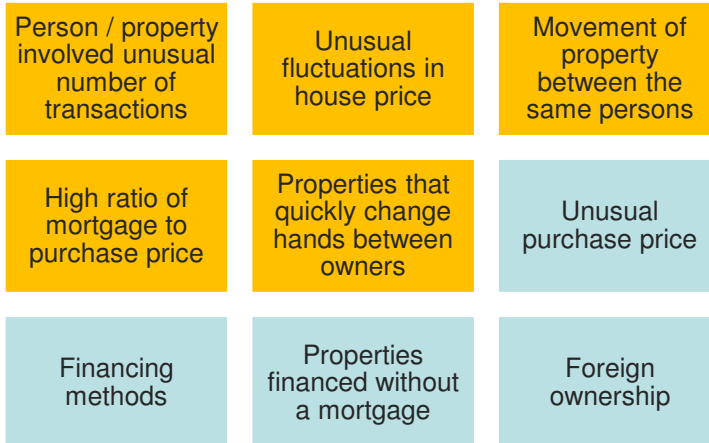 Person / property
involved unusual
number of
transactions
Unusual
fluctuations in
house price
Movement of
property
between the
same persons
High ratio of
mortgage to
purchase price
Properties that
quickly change
hands between
owners
Unusual
purchase price
Financing
methods
Properties
financed without
a mortgage
Foreign
ownership